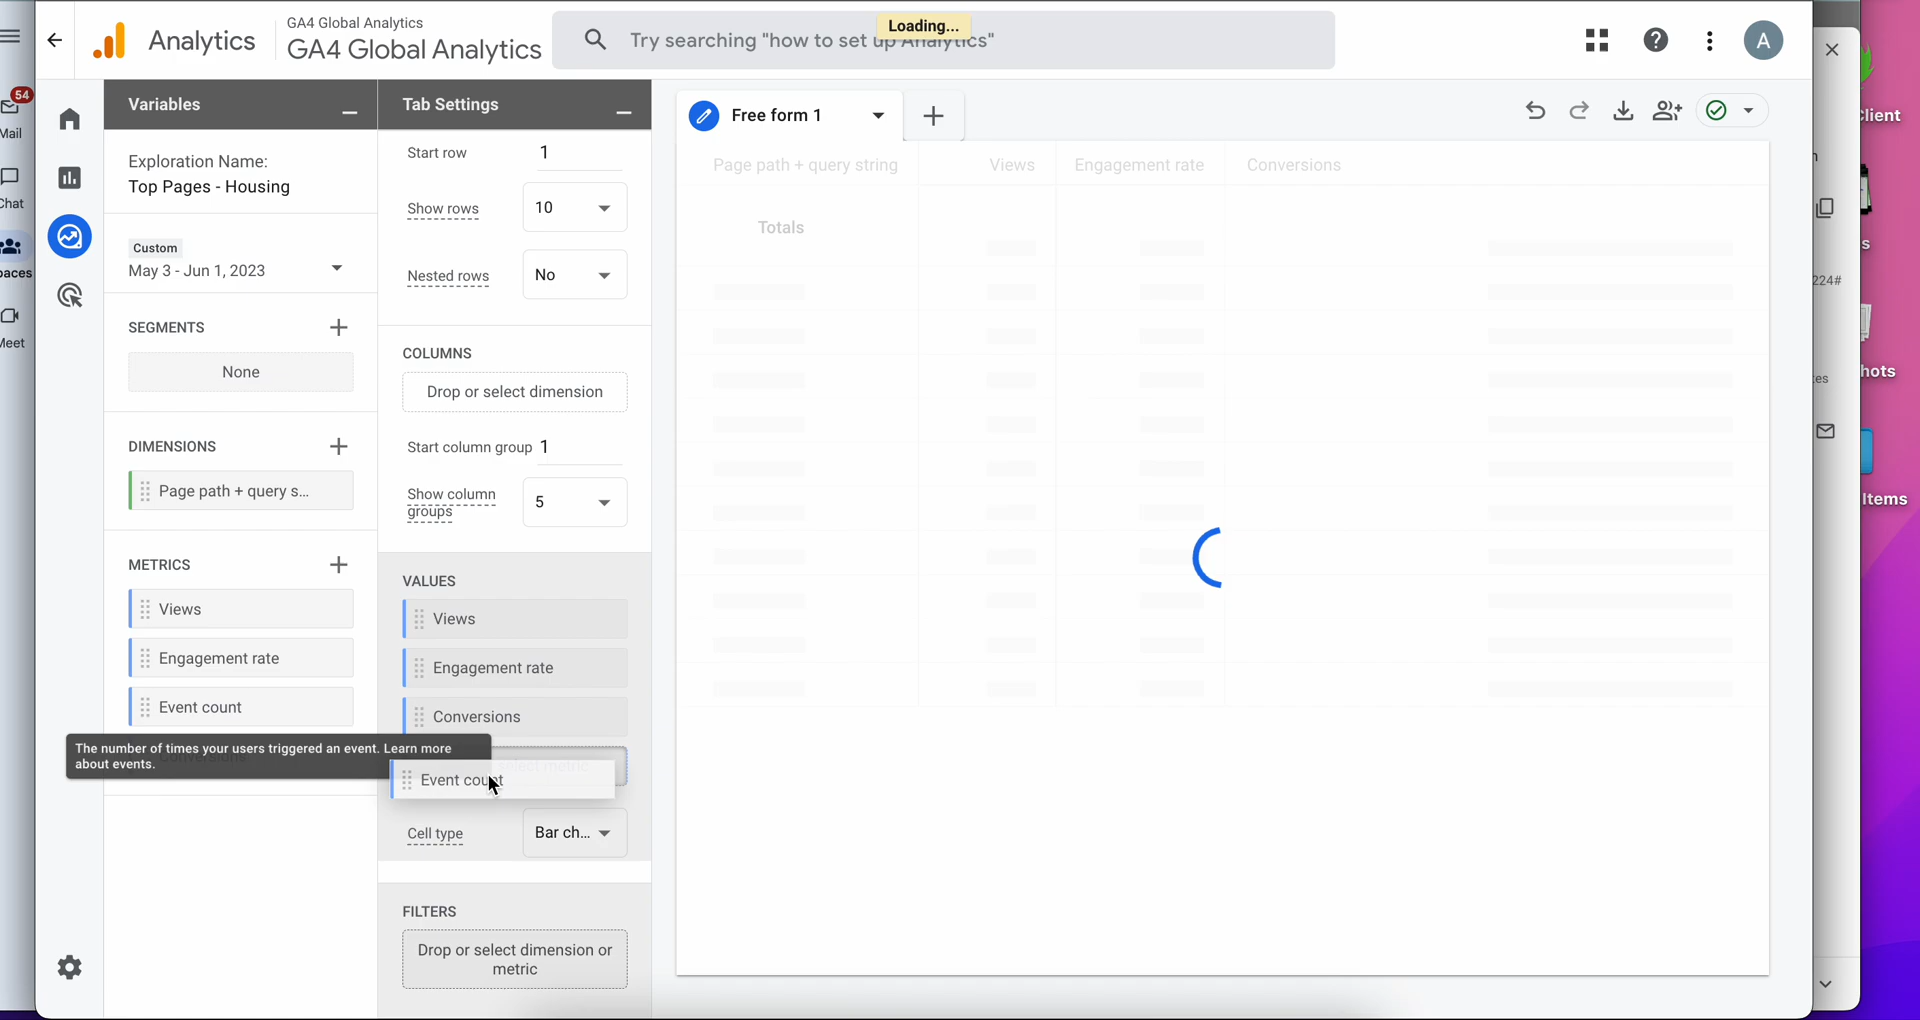 Loading...
Analytics
GA4 Global Analytics
GA4 Global Analytics
Try searching "how to set up Analytics"
A
54
Mail
Chat
paces
Meet
Variables
Exploration Name:
Top Pages - Housing
Custom
May 3 - Jun 1, 2023
SEGMENTS
None
DIMENSIONS
Page path + query s...
METRICS
Views
Engagement rate
Event count
The number of times your users triggered an event. Learn more
about events.
Tab Settings
Start row 1
Show rows 10
Nested rows No
COLUMNS
Drop or select dimension
Start column group 1
Show column
groups
5
VALUES
Views
Engagement rate
Conversions
Event count
Cell type Bar ch...
FILTERS
Drop or select dimension or
metric
Free form 1
Page path + query string Views Engagement rate Conversions
Totals
Client
s
224#
hots
tes
Items